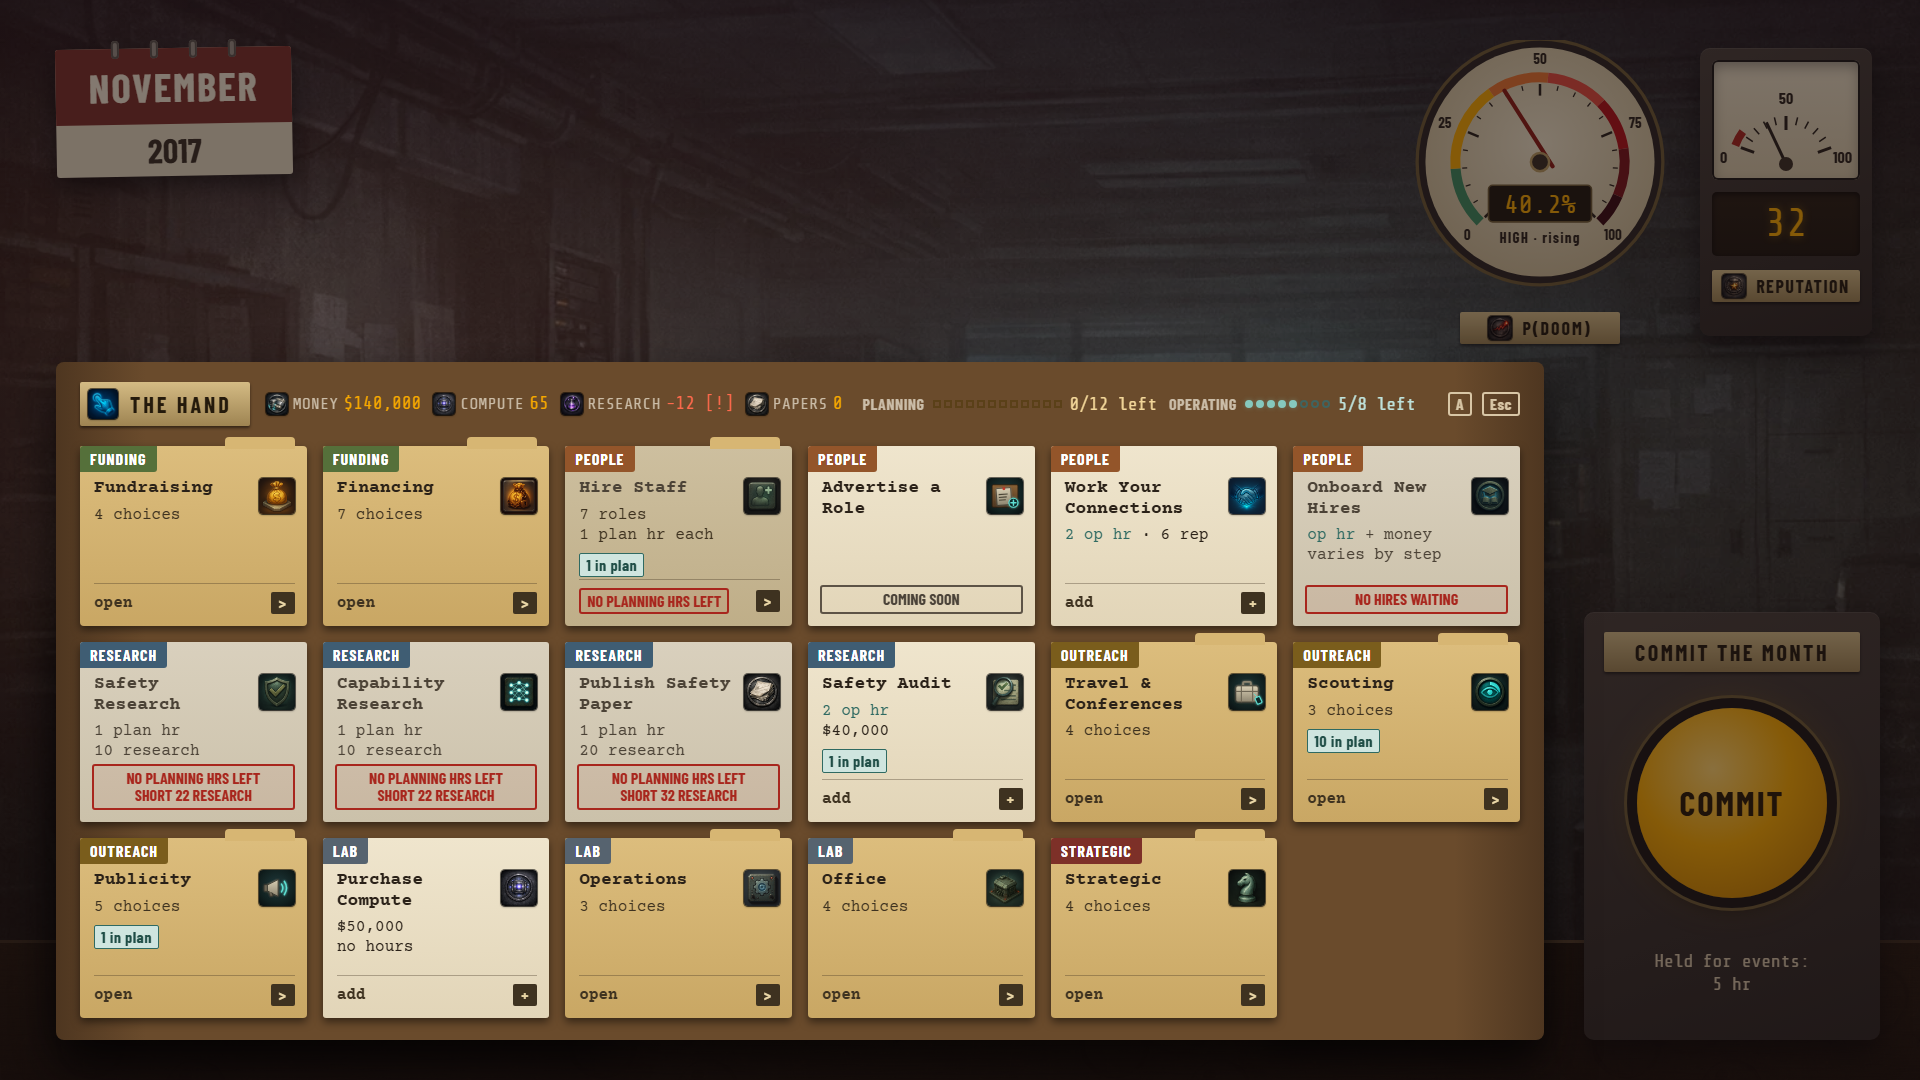 NOVEMBER
2017
50
25
75
0
100
40.2%
HIGH · rising
P(DOOM)
50
0
100
32
REPUTATION
THE HAND
MONEY $140,000
COMPUTE 65
RESEARCH -12 [!]
PAPERS 0
PLANNING 0/12 left
OPERATING 5/8 left
A
Esc
FUNDING
Fundraising
4 choices
open
>
FUNDING
Financing
7 choices
open
>
PEOPLE
Hire Staff
7 roles
1 plan hr each
1 in plan
NO PLANNING HRS LEFT
>
PEOPLE
Advertise a
Role
COMING SOON
PEOPLE
Work Your
Connections
2 op hr · 6 rep
add
+
PEOPLE
Onboard New
Hires
op hr + money
varies by step
NO HIRES WAITING
RESEARCH
Safety
Research
1 plan hr
10 research
NO PLANNING HRS LEFT
SHORT 22 RESEARCH
RESEARCH
Capability
Research
1 plan hr
10 research
NO PLANNING HRS LEFT
SHORT 22 RESEARCH
RESEARCH
Publish Safety
Paper
1 plan hr
20 research
NO PLANNING HRS LEFT
SHORT 32 RESEARCH
RESEARCH
Safety Audit
2 op hr
$40,000
1 in plan
add
+
OUTREACH
Travel &
Conferences
4 choices
open
>
OUTREACH
Scouting
3 choices
10 in plan
open
>
OUTREACH
Publicity
5 choices
1 in plan
open
>
LAB
Purchase
Compute
$50,000
no hours
add
+
LAB
Operations
3 choices
open
>
LAB
Office
4 choices
open
>
STRATEGIC
Strategic
4 choices
open
>
COMMIT THE MONTH
COMMIT
Held for events:
5 hr